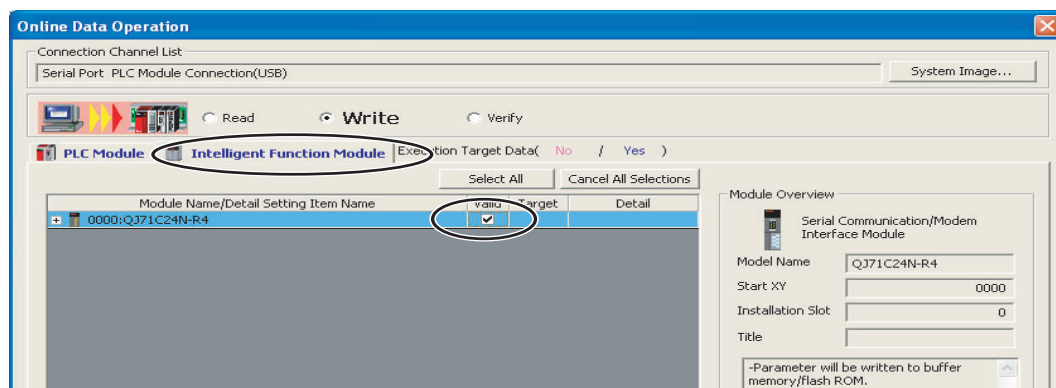 Online Data Operation
Connection Channel List
Serial Port PLC Module Connection(USB)
System Image...
Read
Write
Verify
PLC Module
Intelligent Function Module
Execution Target Data( No / Yes )
Select All
Cancel All Selections
Module Name/Detail Setting Item Name
Valid
Target
Detail
0000:QJ71C24N-R4
Module Overview
Serial Communication/Modem
Interface Module
Model Name
QJ71C24N-R4
Start XY
0000
Installation Slot
0
Title
-Parameter will be written to buffer
memory/flash ROM.